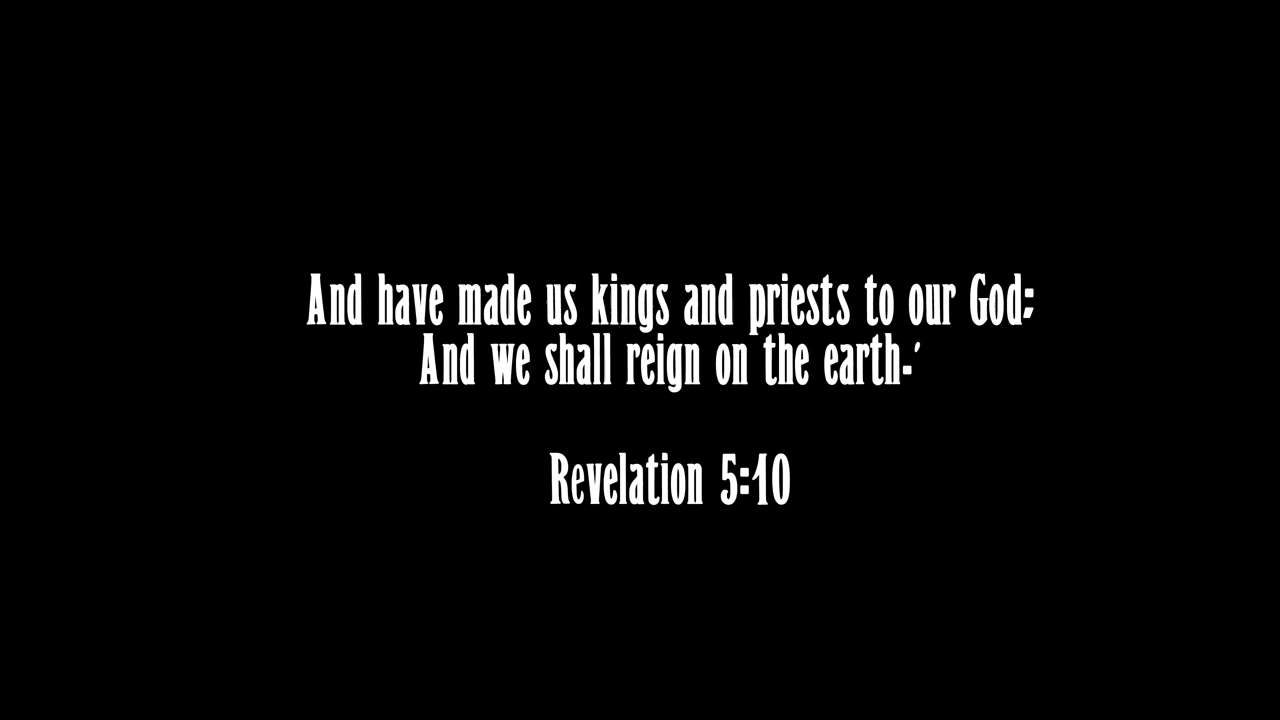 And have made us kings and priests to our God;
And we shall reign on the earth.'
Revelation 5:10